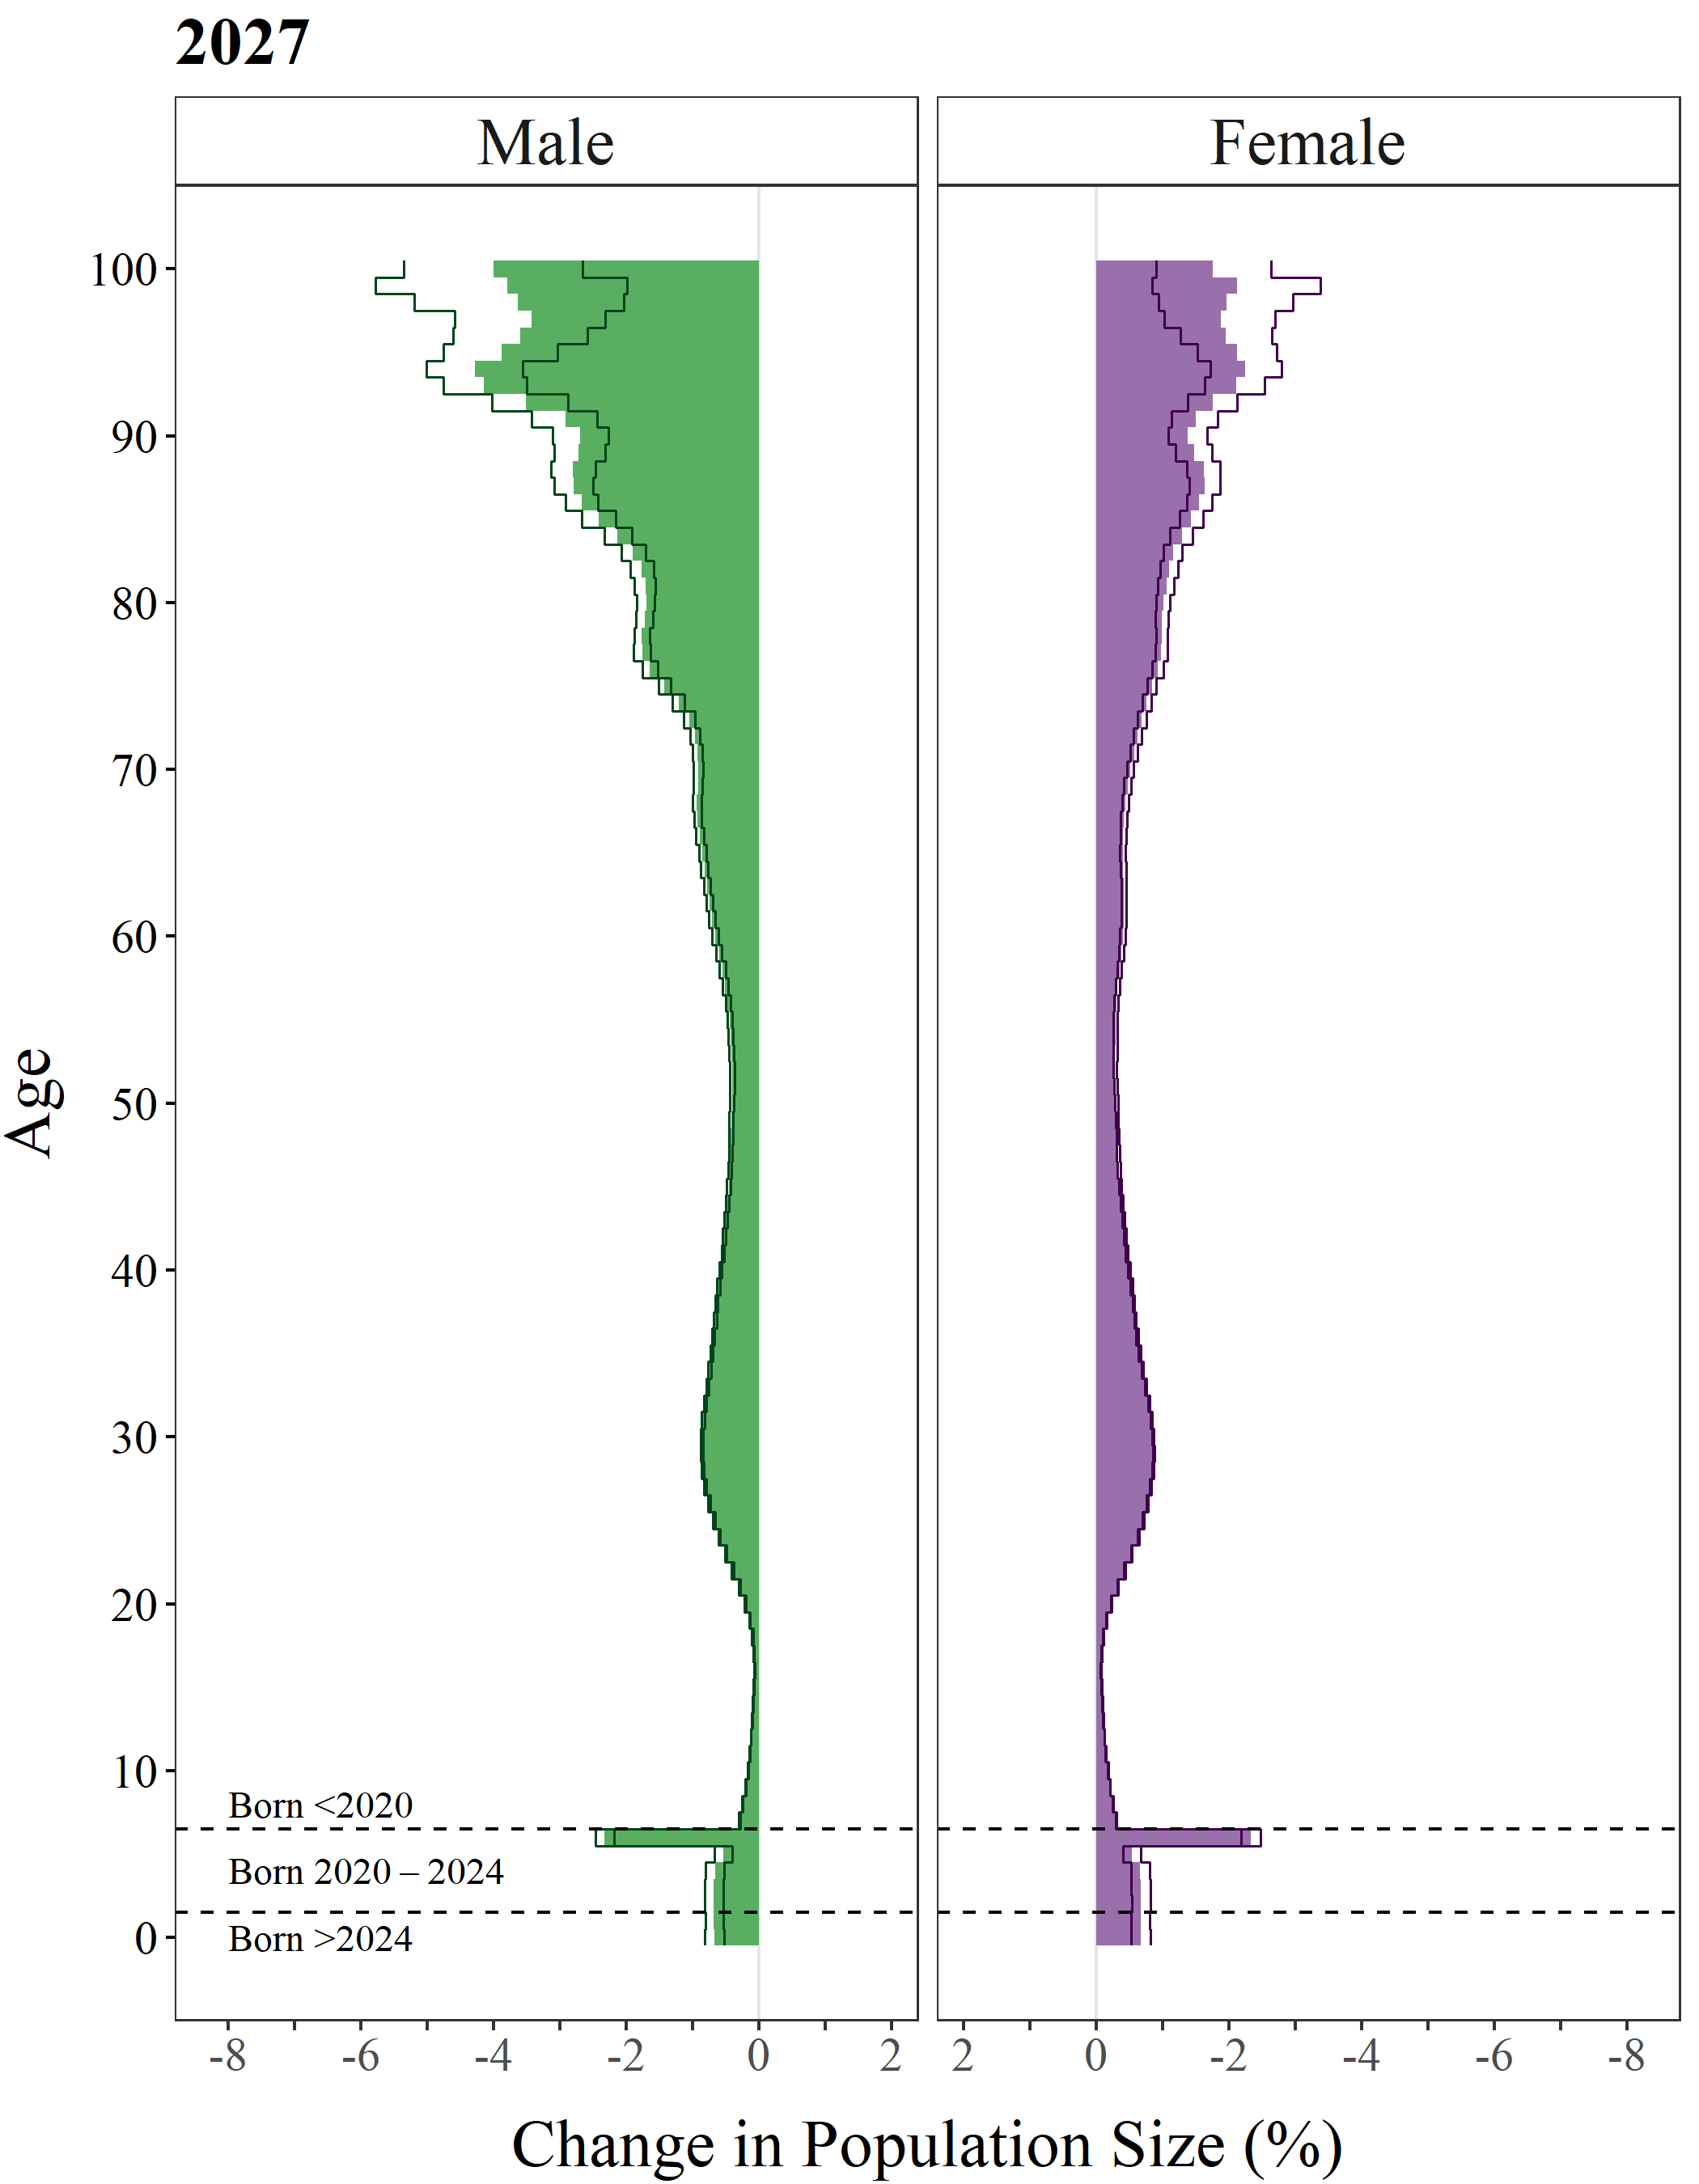 2027
Male
Female
100
90
80
70
60
50
40
30
20
10
0
Age
Born <2020
Born 2020 – 2024
Born >2024
-8 -6 -4 -2 0 2
2 0 -2 -4 -6 -8
Change in Population Size (%)